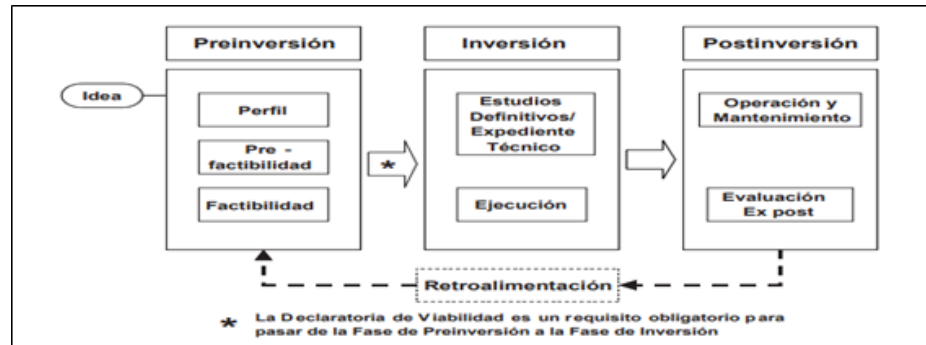 Preinversión
Inversión
Postinversión
Idea
Perfil
Pre -
factibilidad
Factibilidad
*
Estudios
Definitivos/
Expediente
Técnico
Ejecución
Operación y
Mantenimiento
Evaluación
Ex post
Retroalimentación
* La Declaratoria de Viabilidad es un requisito obligatorio para
pasar de la Fase de Preinversión a la Fase de Inversión